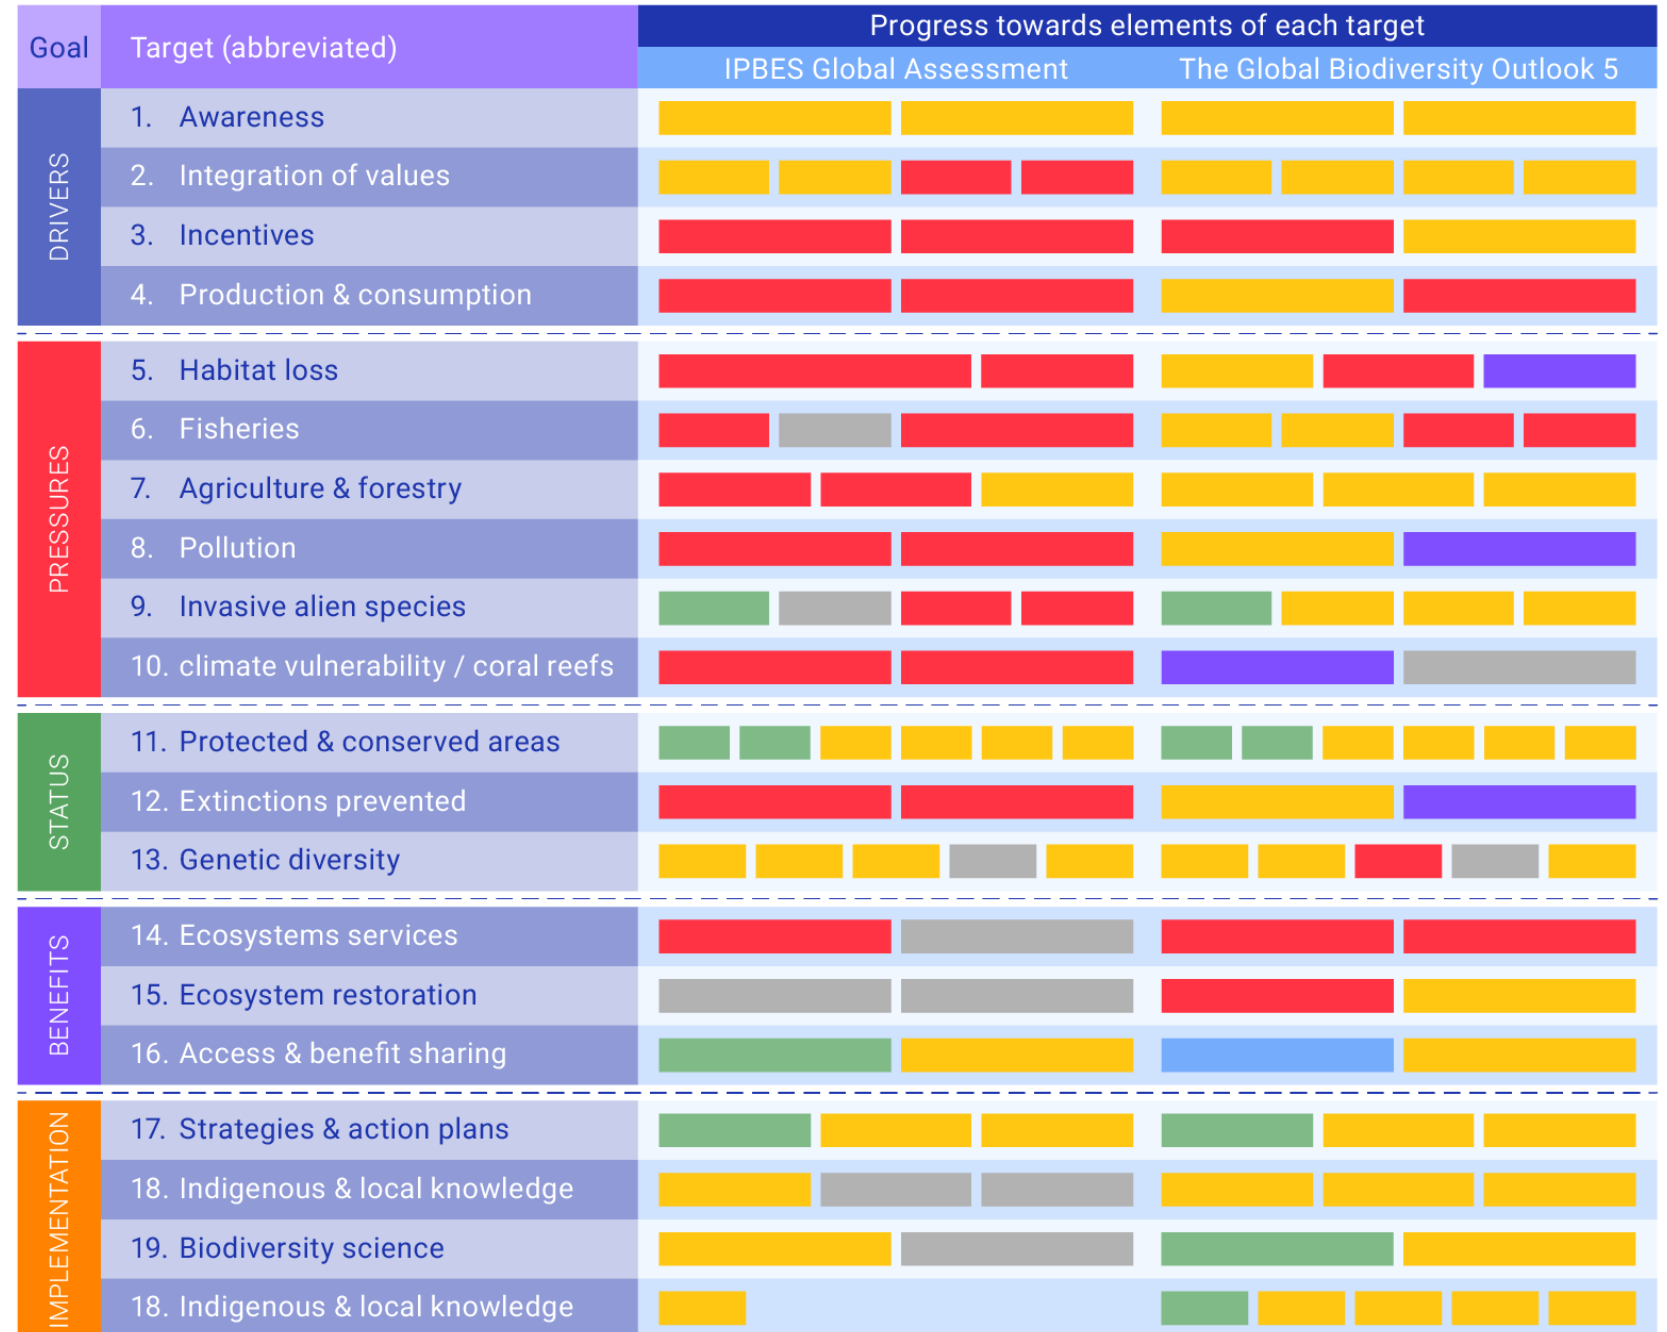 Goal
Target (abbreviated)
Progress towards elements of each target
IPBES Global Assessment
The Global Biodiversity Outlook 5
DRIVERS
1. Awareness
2. Integration of values
3. Incentives
4. Production & consumption
PRESSURES
5. Habitat loss
6. Fisheries
7. Agriculture & forestry
8. Pollution
9. Invasive alien species
10. climate vulnerability / coral reefs
STATUS
11. Protected & conserved areas
12. Extinctions prevented
13. Genetic diversity
BENEFITS
14. Ecosystems services
15. Ecosystem restoration
16. Access & benefit sharing
IMPLEMENTATION
17. Strategies & action plans
18. Indigenous & local knowledge
19. Biodiversity science
18. Indigenous & local knowledge